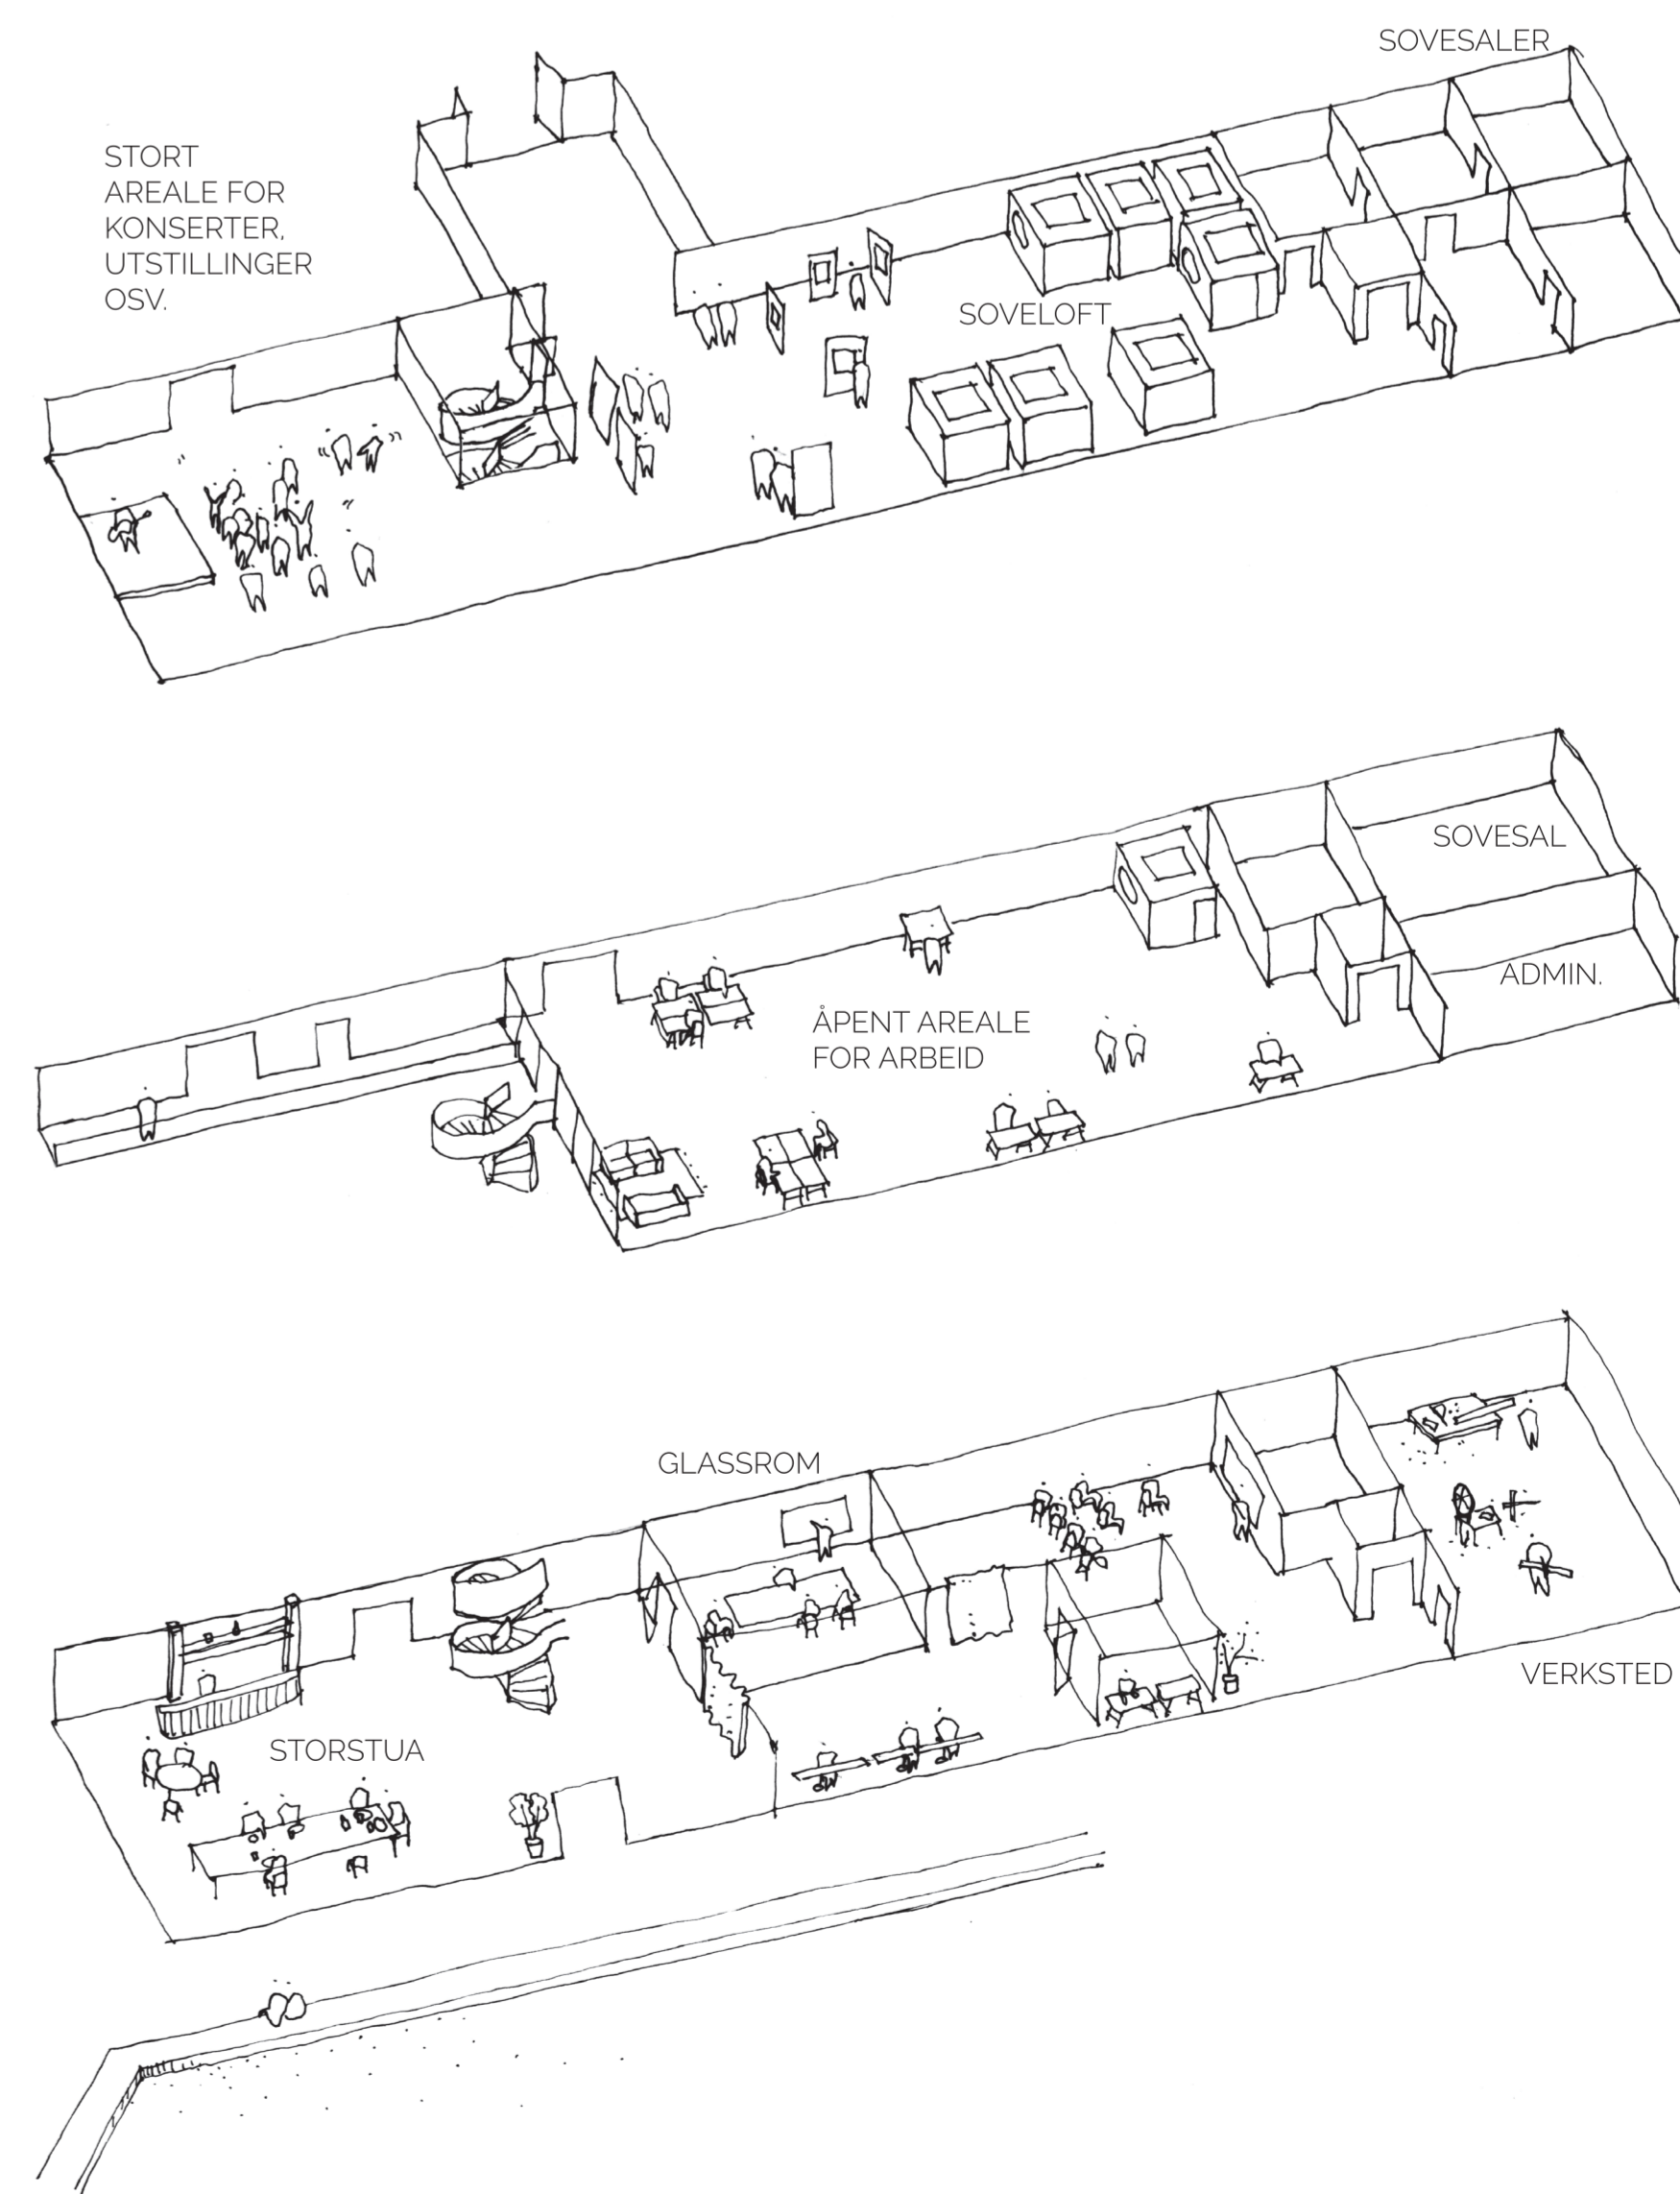 SOVESALER
STORT
AREALE FOR
KONSERTER,
UTSTILLINGER
OSV.
SOVELOFT
SOVESAL
ADMIN.
ÅPENT AREALE
FOR ARBEID
GLASSROM
VERKSTED
STORSTUA